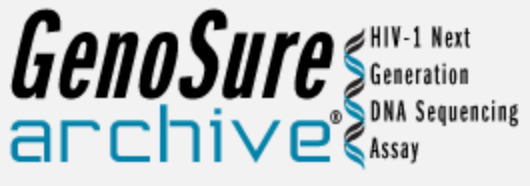 GenoSure
archive®
HIV-1 Next
Generation
DNA Sequencing
Assay